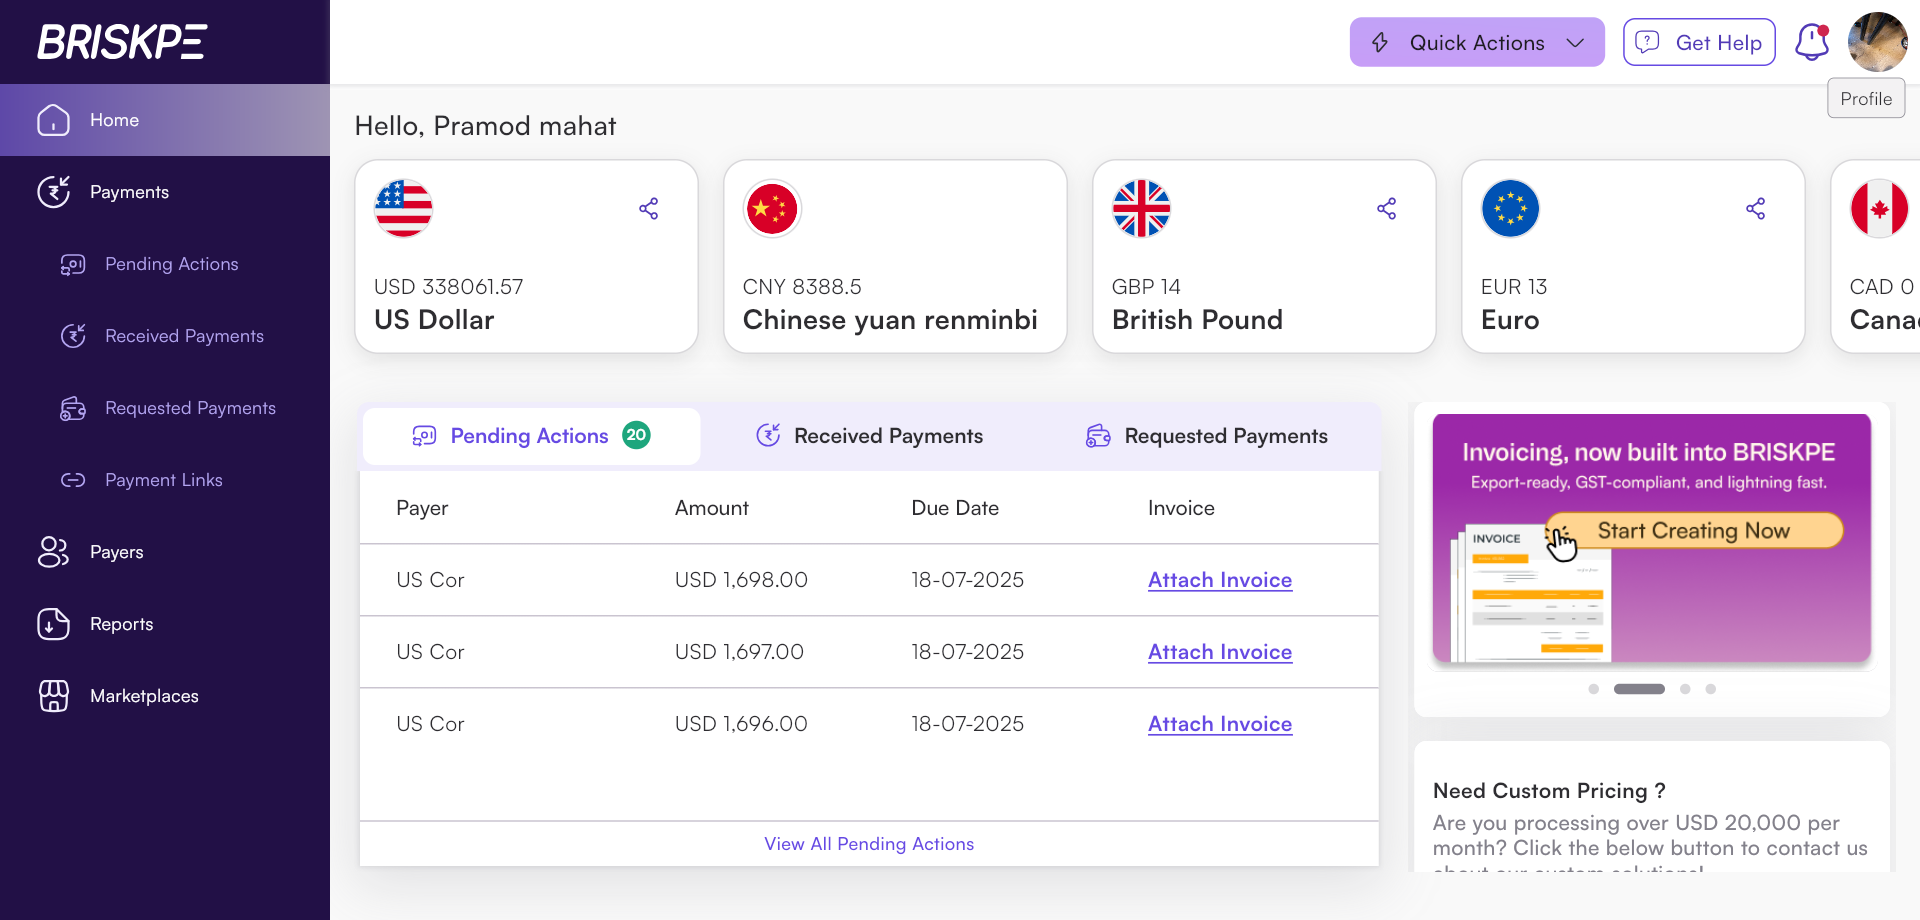 BRISKPE
Quick Actions
Get Help
Profile
Home
Payments
Pending Actions
Received Payments
Requested Payments
Payment Links
Payers
Reports
Marketplaces
Hello, Pramod mahat
USD 338061.57
US Dollar
CNY 8388.5
Chinese yuan renminbi
GBP 14
British Pound
EUR 13
Euro
CAD 0
Pending Actions 20
Received Payments
Requested Payments
Payer Amount Due Date Invoice
US Cor USD 1,698.00 18-07-2025 Attach Invoice
US Cor USD 1,697.00 18-07-2025 Attach Invoice
US Cor USD 1,696.00 18-07-2025 Attach Invoice
View All Pending Actions
Invoicing, now built into BRISKPE
Export-ready, GST-compliant, and lightning fast.
Start Creating Now
INVOICE
Need Custom Pricing ?
Are you processing over USD 20,000 per
month? Click the below button to contact us
about our custom solutions!